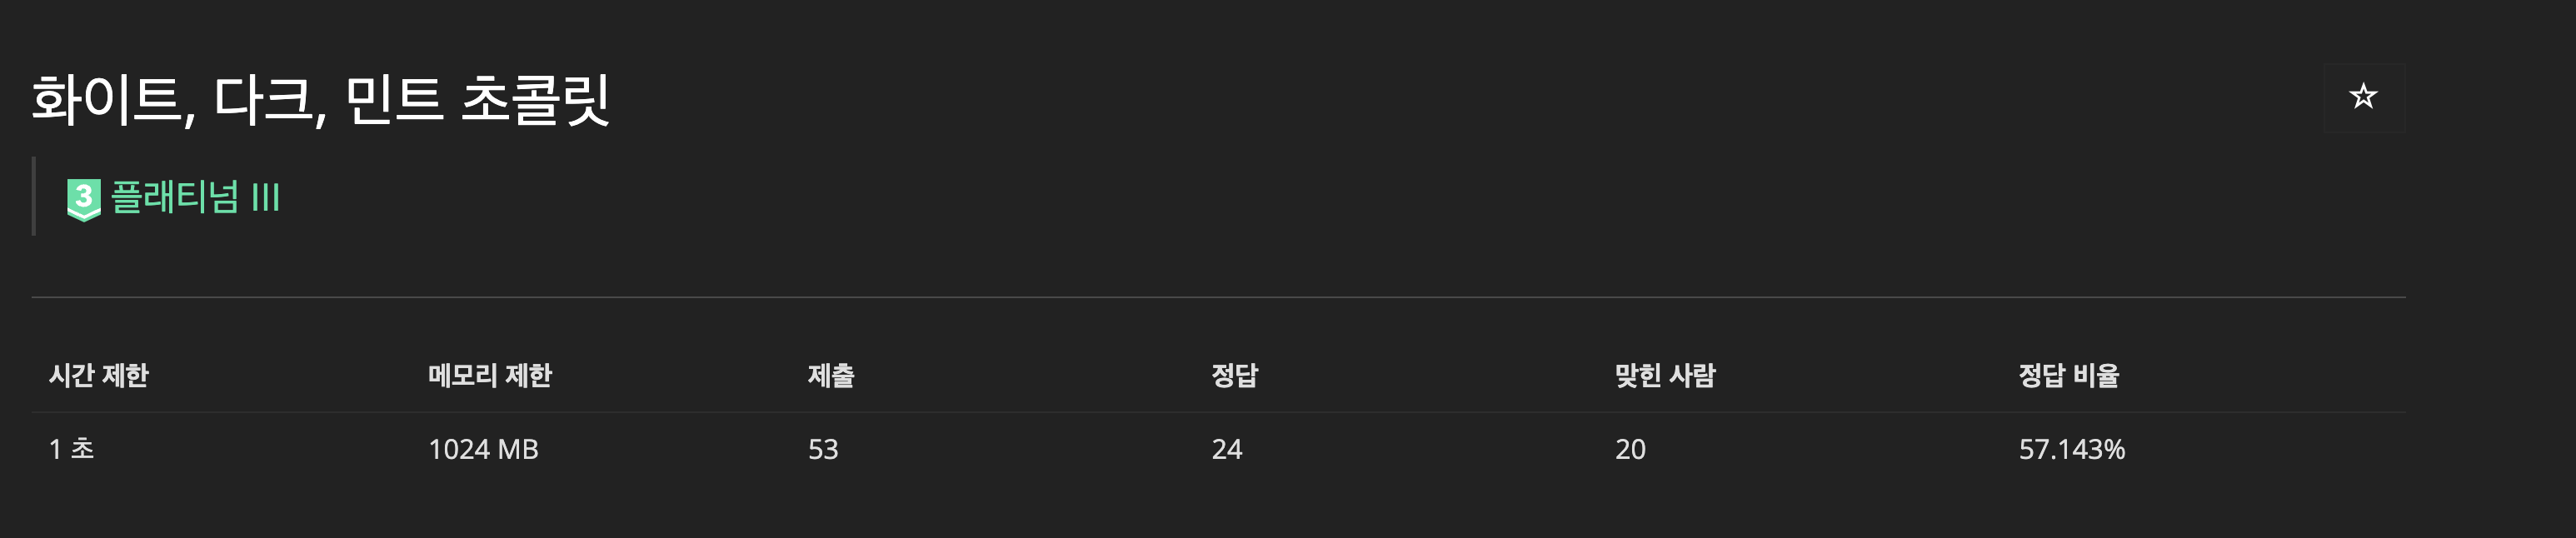 화이트, 다크, 민트 초콜릿
3 플래티넘 III
시간 제한 메모리 제한 제출 정답 맞힌 사람 정답 비율
1 초 1024 MB 53 24 20 57.143%